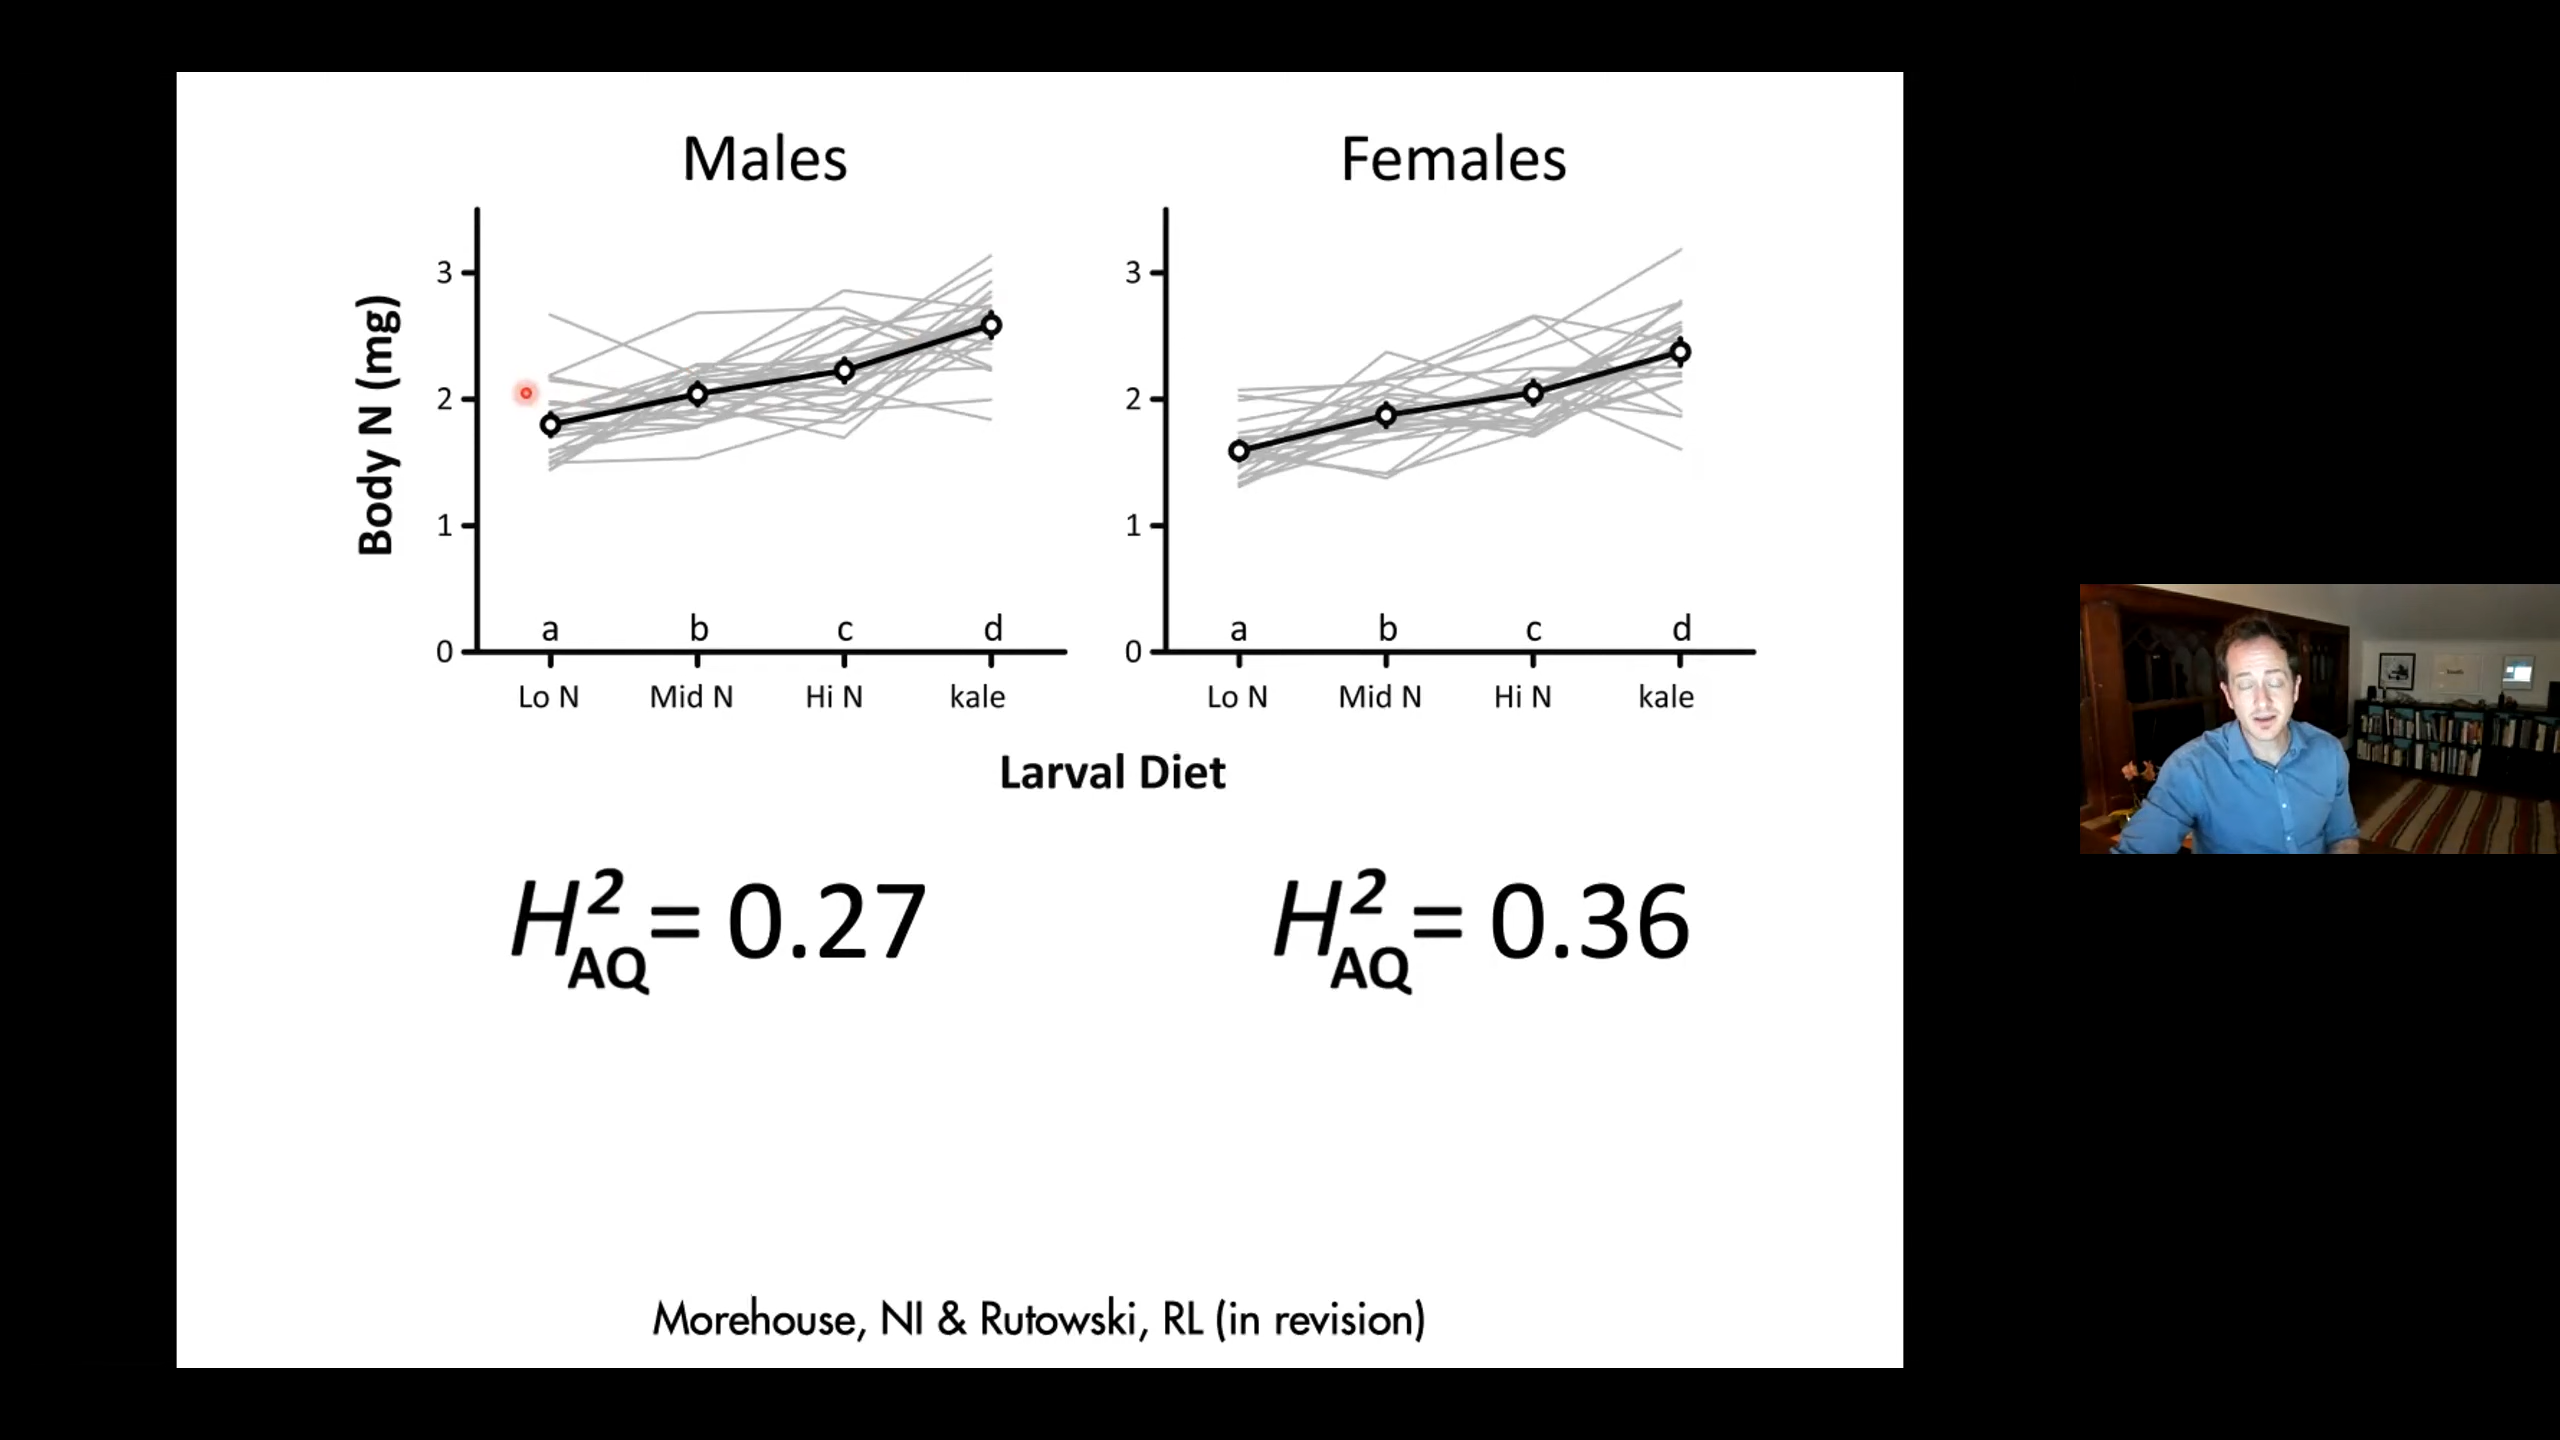 Males
Females
Body N (mg)
3
2
1
0
a b c d
Lo N Mid N Hi N kale
3
2
1
0
a b c d
Lo N Mid N Hi N kale
Larval Diet
H²AQ = 0.27
H²AQ = 0.36
Morehouse, NI & Rutowski, RL (in revision)